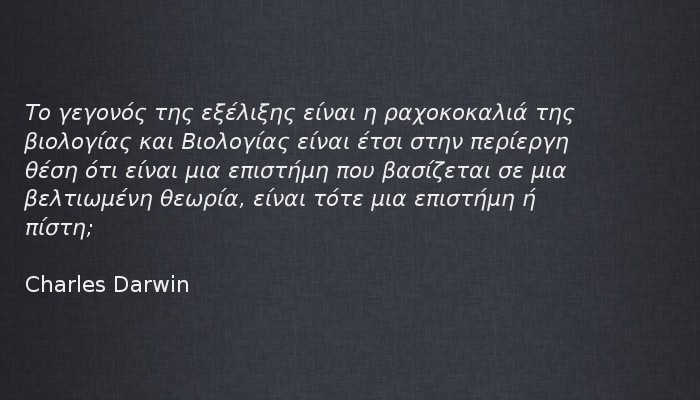 Το γεγονός της εξέλιξης είναι η ραχοκοκαλιά της
βιολογίας και Βιολογίας είναι έτσι στην περίεργη
θέση ότι είναι μια επιστήμη που βασίζεται σε μια
βελτιωμένη θεωρία, είναι τότε μια επιστήμη ή
πίστη;
Charles Darwin